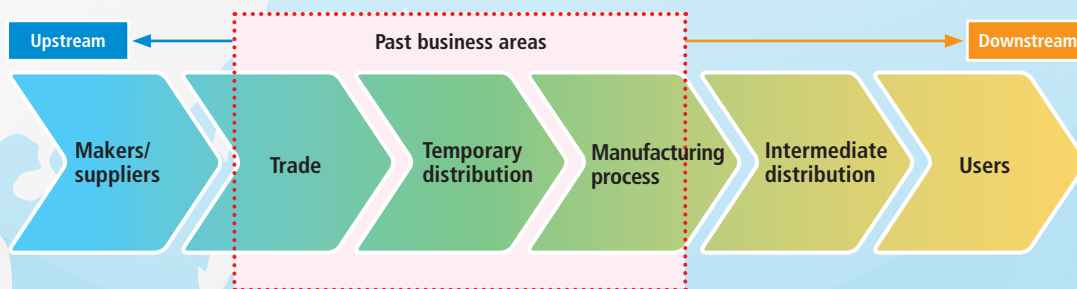 Upstream
Past business areas
Downstream
Makers/
suppliers
Trade
Temporary
distribution
Manufacturing
process
Intermediate
distribution
Users